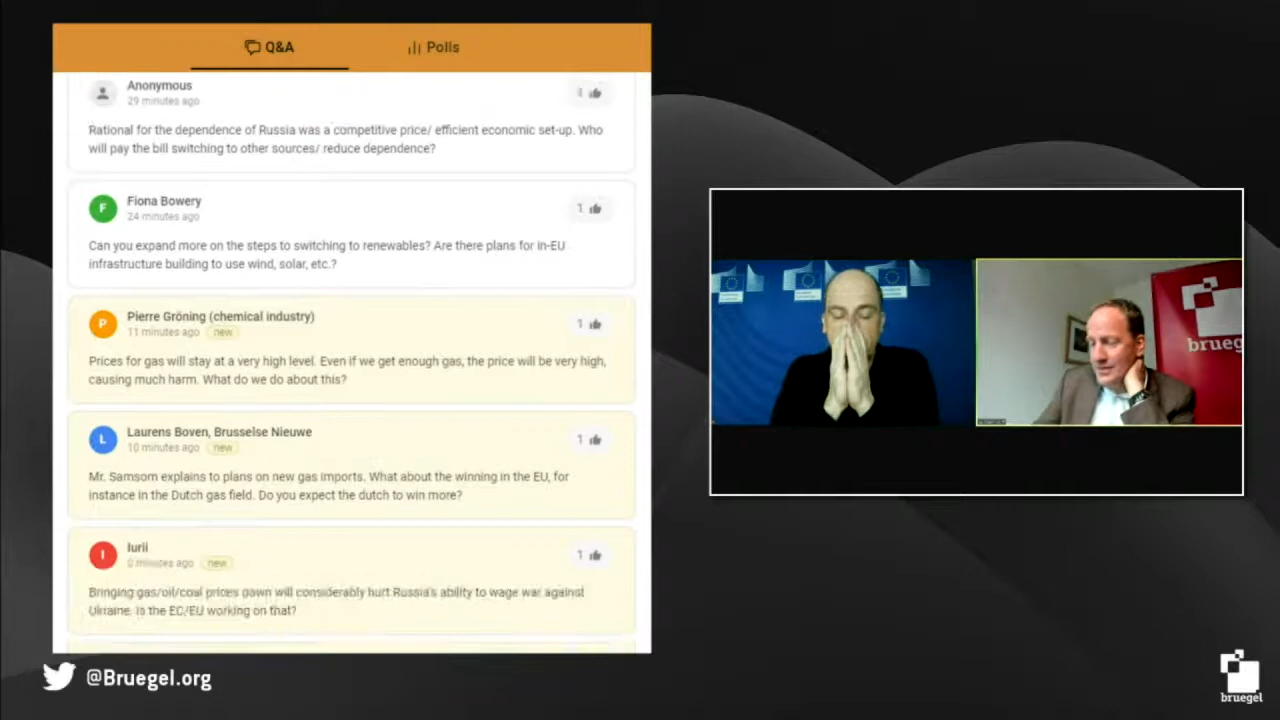 Q&A
Polls
Anonymous
29 minutes ago
Rational for the dependence of Russia was a competitive price/ efficient economic set-up. Who
will pay the bill switching to other sources/ reduce dependence?
F
Fiona Bowery
24 minutes ago
1
Can you expand more on the steps to switching to renewables? Are there plans for in-EU
infrastructure building to use wind, solar, etc.?
P
Pierre Gröning (chemical industry)
11 minutes ago new
1
Prices for gas will stay at a very high level. Even if we get enough gas, the price will be very high,
causing much harm. What do we do about this?
L
Laurens Boven, Brusselse Nieuwe
10 minutes ago new
1
Mr. Samsom explains to plans on new gas imports. What about the winning in the EU, for
instance in the Dutch gas field. Do you expect the dutch to win more?
I
Iurii
minutes ago new
1
Bringing gas/oil/coal prices down will considerably hurt Russia's ability to wage war against
Ukraine. Is the EC/EU working on that?
brueg
@Bruegel.org
bruegel